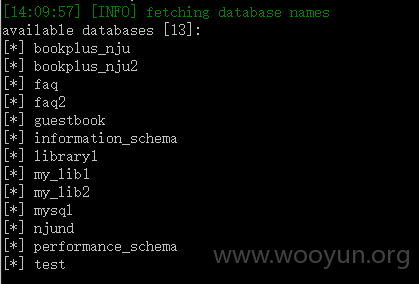 [14:09:57] [INFO] fetching database names
available databases [13]:
[*] bookplus_nju
[*] bookplus_nju2
[*] faq
[*] faq2
[*] guestbook
[*] information_schema
[*] library1
[*] my_lib1
[*] my_lib2
[*] mysql
[*] njund
[*] performance_schema
[*] test
www.wooyun.org